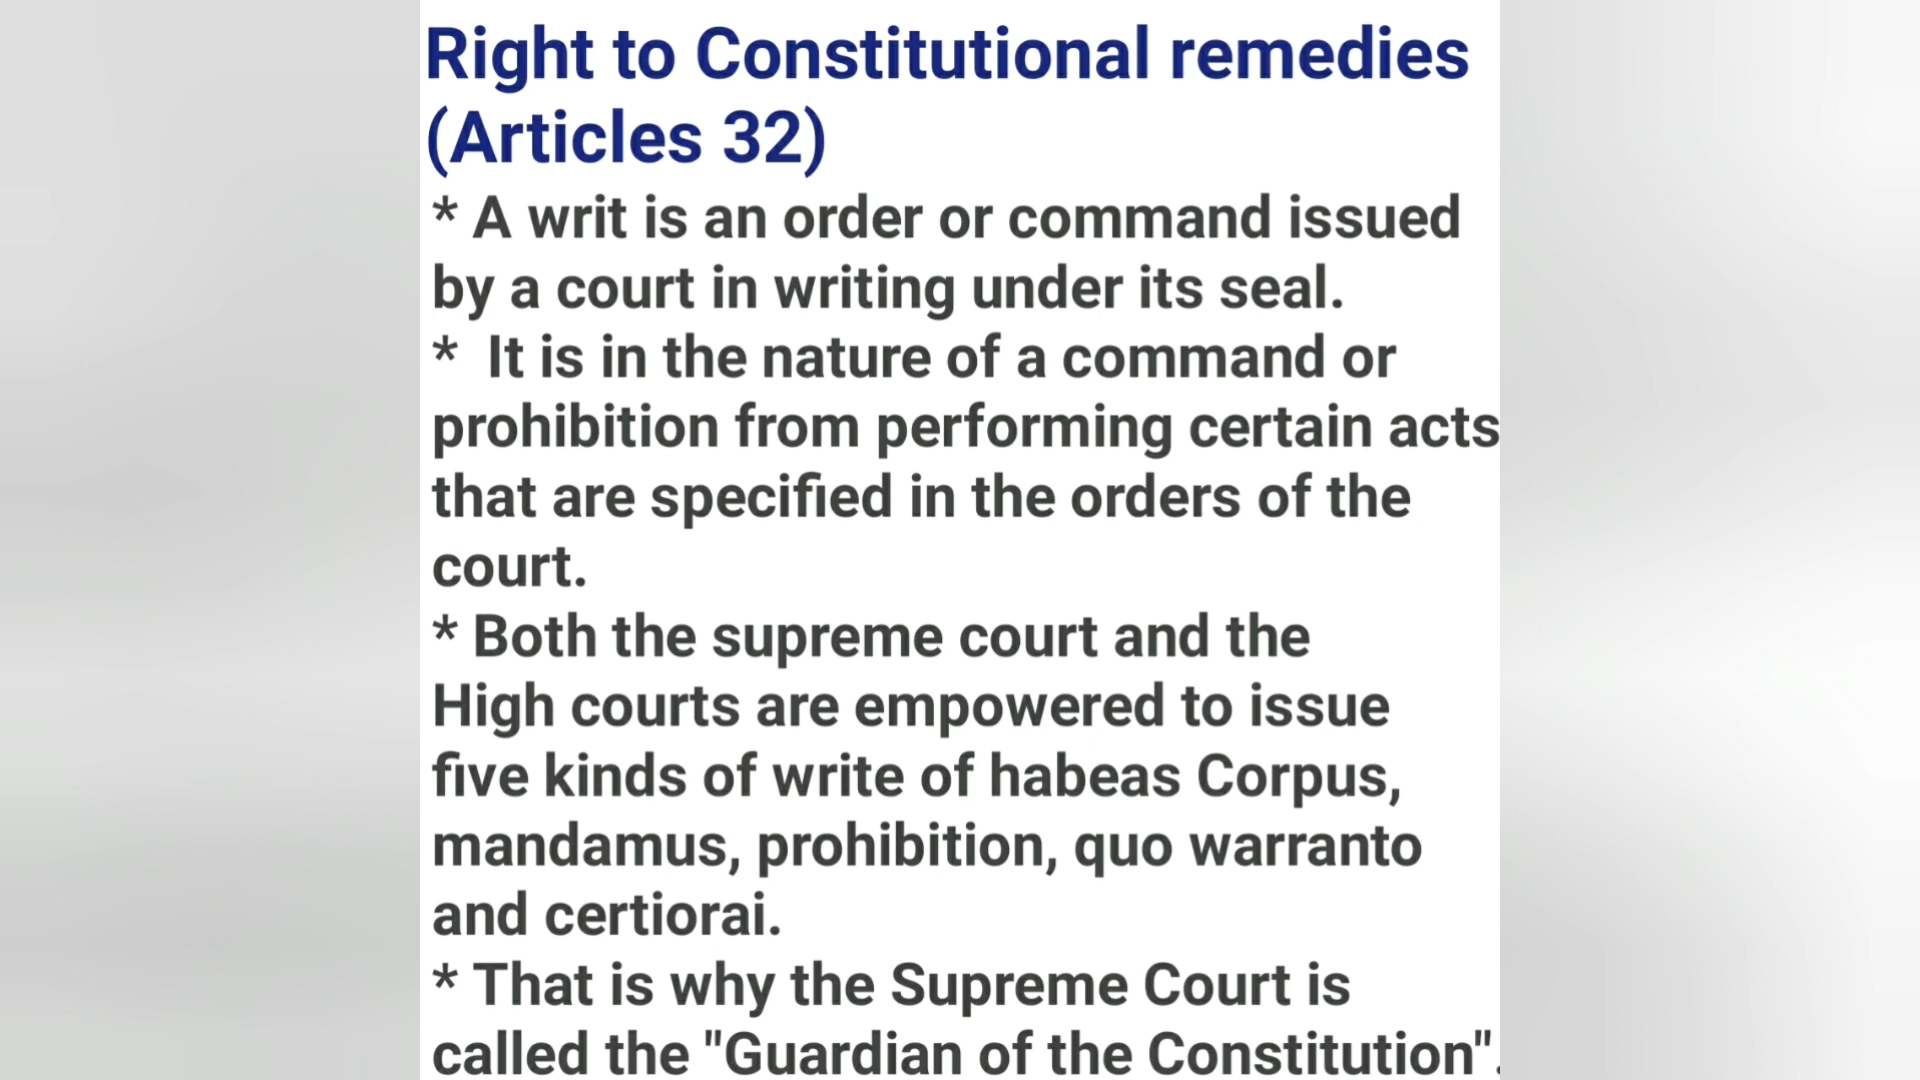 Right to Constitutional remedies
(Articles 32)
* A writ is an order or command issued
by a court in writing under its seal.
*  It is in the nature of a command or
prohibition from performing certain acts
that are specified in the orders of the
court.
* Both the supreme court and the
High courts are empowered to issue
five kinds of write of habeas Corpus,
mandamus, prohibition, quo warranto
and certiorai.
* That is why the Supreme Court is
called the "Guardian of the Constitution".